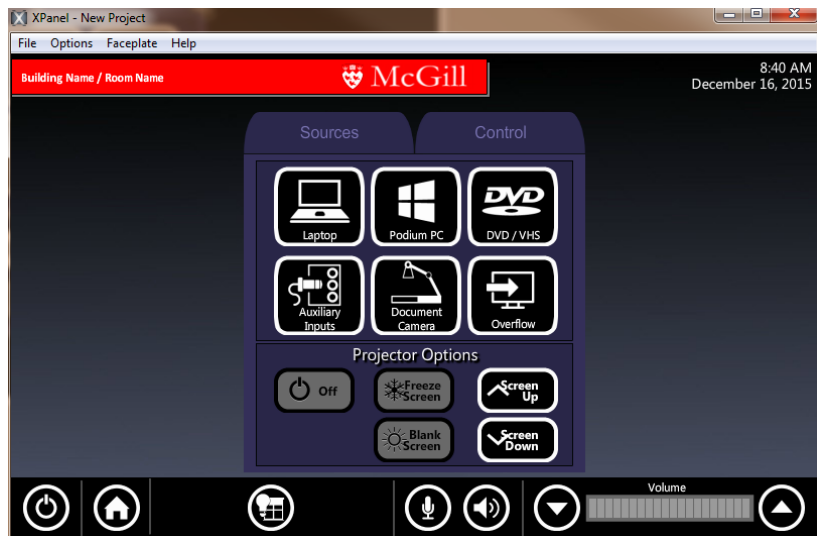 XPanel - New Project
File Options Faceplate Help
Building Name / Room Name
McGill
8:40 AM
December 16, 2015
Sources
Control
Laptop
Podium PC
DVD
DVD / VHS
Auxiliary
Inputs
Document
Camera
Overflow
Projector Options
Off
Freeze
Screen
Screen
Up
Blank
Screen
Screen
Down
Volume